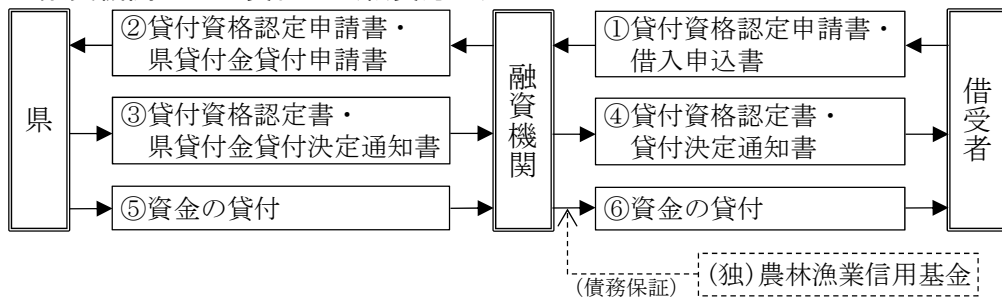 ②貸付資格認定申請書・
県貸付金貸付申請書
①貸付資格認定申請書・
借入申込書
県
融資機関
借受者
③貸付資格認定書・
県貸付金貸付決定通知書
④貸付資格認定書・
貸付決定通知書
⑤資金の貸付
⑥資金の貸付
(債務保証)
(独)農林漁業信用基金